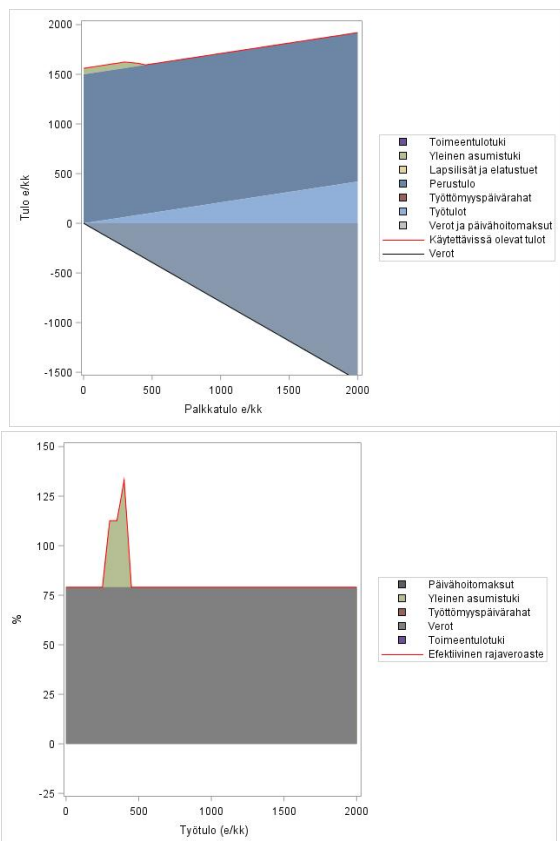 2000
1500
1000
500
0
-500
-1000
-1500
Tulo e/kk
0 500 1000 1500 2000
Palkkatulo e/kk
Toimeentulotuki
Yleinen asumistuki
Lapsilisät ja elatustuet
Perustulo
Työttömyyspäivärahat
Työtulot
Verot ja päivähoitomaksut
Käytettävissä olevat tulot
Verot
150
125
100
75
50
25
0
-25
%
0 500 1000 1500 2000
Työtulo (e/kk)
Päivähoitomaksut
Yleinen asumistuki
Työttömyyspäivärahat
Verot
Toimeentulotuki
Efektiivinen rajaveroaste